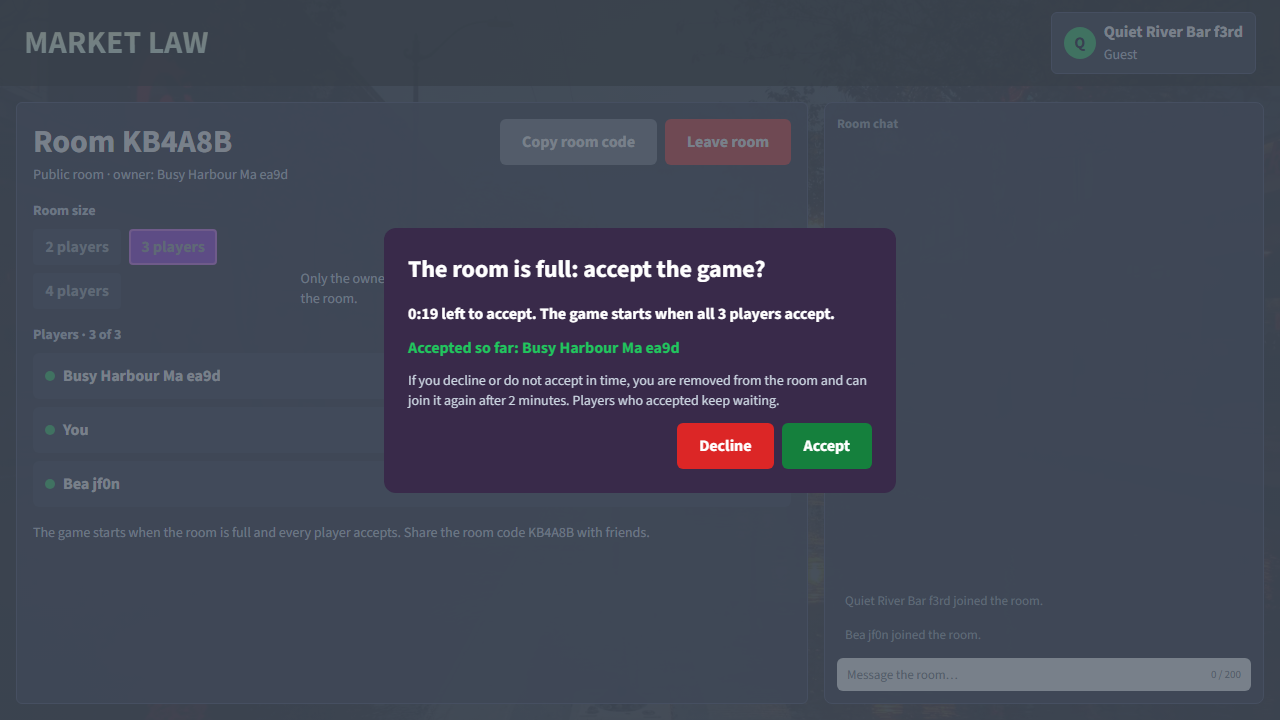 MARKET LAW
Q
Quiet River Bar f3rd
Guest
Room KB4A8B
Copy room code
Leave room
Public room · owner: Busy Harbour Ma ea9d
Room size
2 players
3 players
4 players
Only the owne
the room.
Players · 3 of 3
Busy Harbour Ma ea9d
You
Bea jf0n
The game starts when the room is full and every player accepts. Share the room code KB4A8B with friends.
The room is full: accept the game?
0:19 left to accept. The game starts when all 3 players accept.
Accepted so far: Busy Harbour Ma ea9d
If you decline or do not accept in time, you are removed from the room and can
join it again after 2 minutes. Players who accepted keep waiting.
Decline
Accept
Room chat
Quiet River Bar f3rd joined the room.
Bea jf0n joined the room.
Message the room…
0 / 200